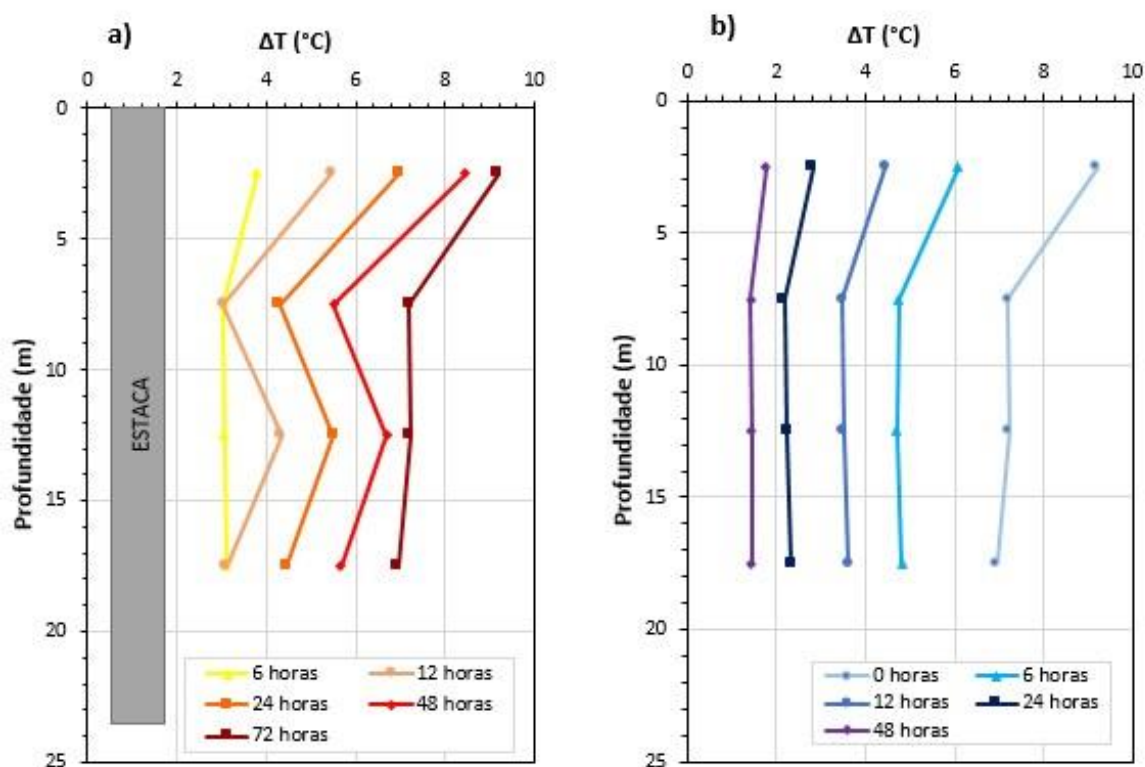 a)
ΔT (°C)
0 2 4 6 8 10
0
5
10
15
20
25
Profundidade (m)
ESTACA
6 horas 12 horas
24 horas 48 horas
72 horas
b)
ΔT (°C)
0 2 4 6 8 10
0
5
10
15
20
25
Profundidade (m)
0 horas 6 horas
12 horas 24 horas
48 horas